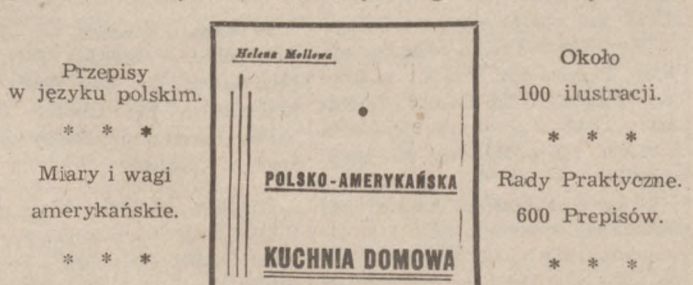 Przepisy
w języku polskim.
* * *
Miary i wagi
amerykańskie.
* * *
Helena Mollowa
POLSKO-AMERYKAŃSKA
KUCHNIA DOMOWA
Około
100 ilustracji.
* * *
Rady Praktyczne.
600 Prepisów.
* * *